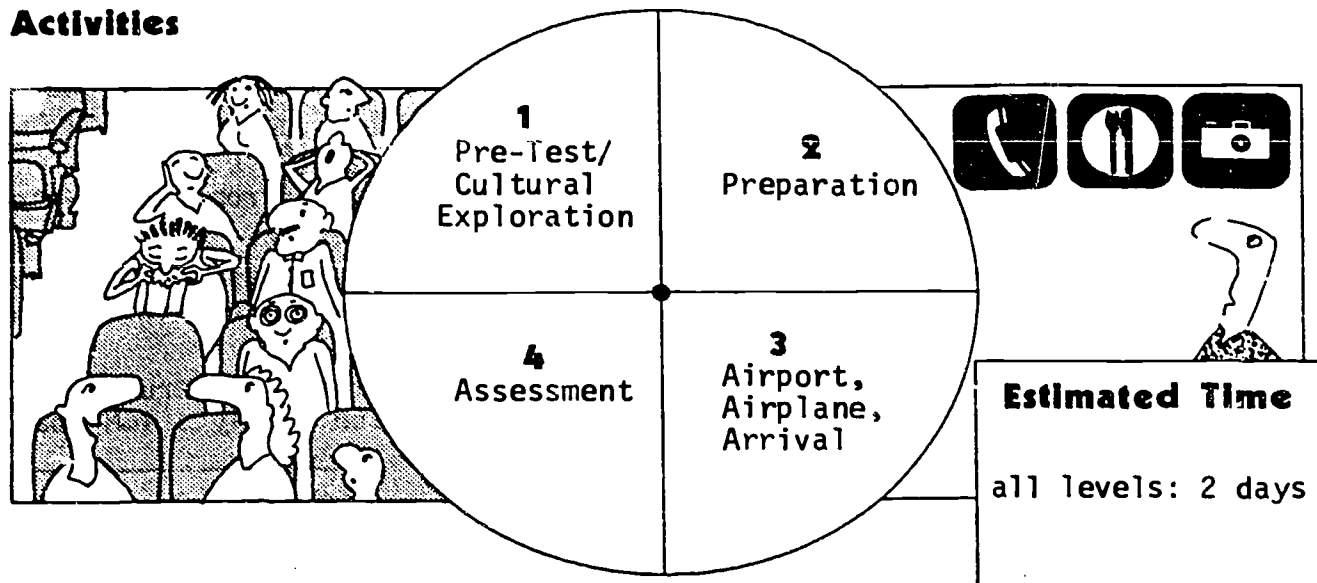 Activities
1
Pre-Test/
Cultural
Exploration
2
Preparation
3
Airport,
Airplane,
Arrival
4
Assessment
Estimated Time
all levels: 2 days